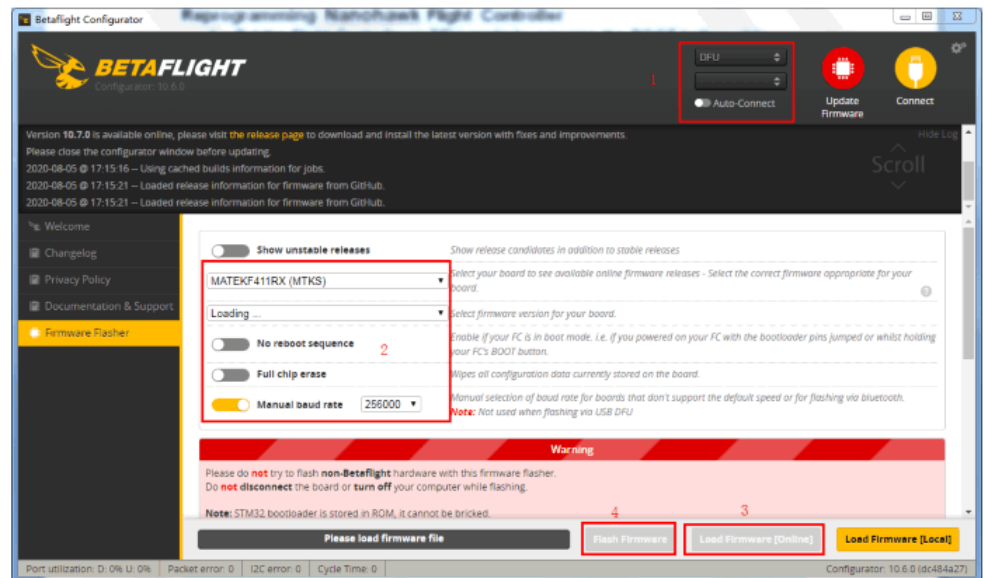 Reprogramming Nanohawk Flight Controller
Betaflight Configurator
BETAFLIGHT
Configurator: 10.6.0
1
DFU
Auto-Connect
Update
Firmware
Connect
Version 10.7.0 is available online, please visit the release page to download and install the latest version with fixes and improvements.
Please close the configurator window before updating.
2020-08-05 @ 17:15:16 -- Using cached builds information for jobs.
2020-08-05 @ 17:15:21 -- Loaded release information for firmware from GitHub.
2020-08-05 @ 17:15:21 -- Loaded release information for firmware from GitHub.
Hide Log
Scroll
Welcome
Changelog
Privacy Policy
Documentation & Support
Firmware Flasher
Show unstable releases
Show release candidates in addition to stable releases
MATEKF411RX (MTKS)
Select your board to see available online firmware releases - Select the correct firmware appropriate for your
board.
Loading ...
Select firmware version for your board.
No reboot sequence
2
Enable if your FC is in boot mode. i.e. if you powered on your FC with the bootloader pins jumped or whilst holding
your FC's BOOT button.
Full chip erase
Wipes all configuration data currently stored on the board.
Manual baud rate
256000
Manual selection of baud rate for boards that don't support the default speed or for flashing via bluetooth.
Note: Not used when flashing via USB DFU
Warning
Please do not try to flash non-Betaflight hardware with this firmware flasher.
Do not disconnect the board or turn off your computer while flashing.
Note: STM32 bootloader is stored in ROM, it cannot be bricked.
4
3
Please load firmware file
Flash Firmware
Load Firmware [Online]
Load Firmware [Local]
Port utilization: D: 0% U: 0%
Packet error: 0
I2C error: 0
Cycle Time: 0
Configurator: 10.6.0 (dc484a27)